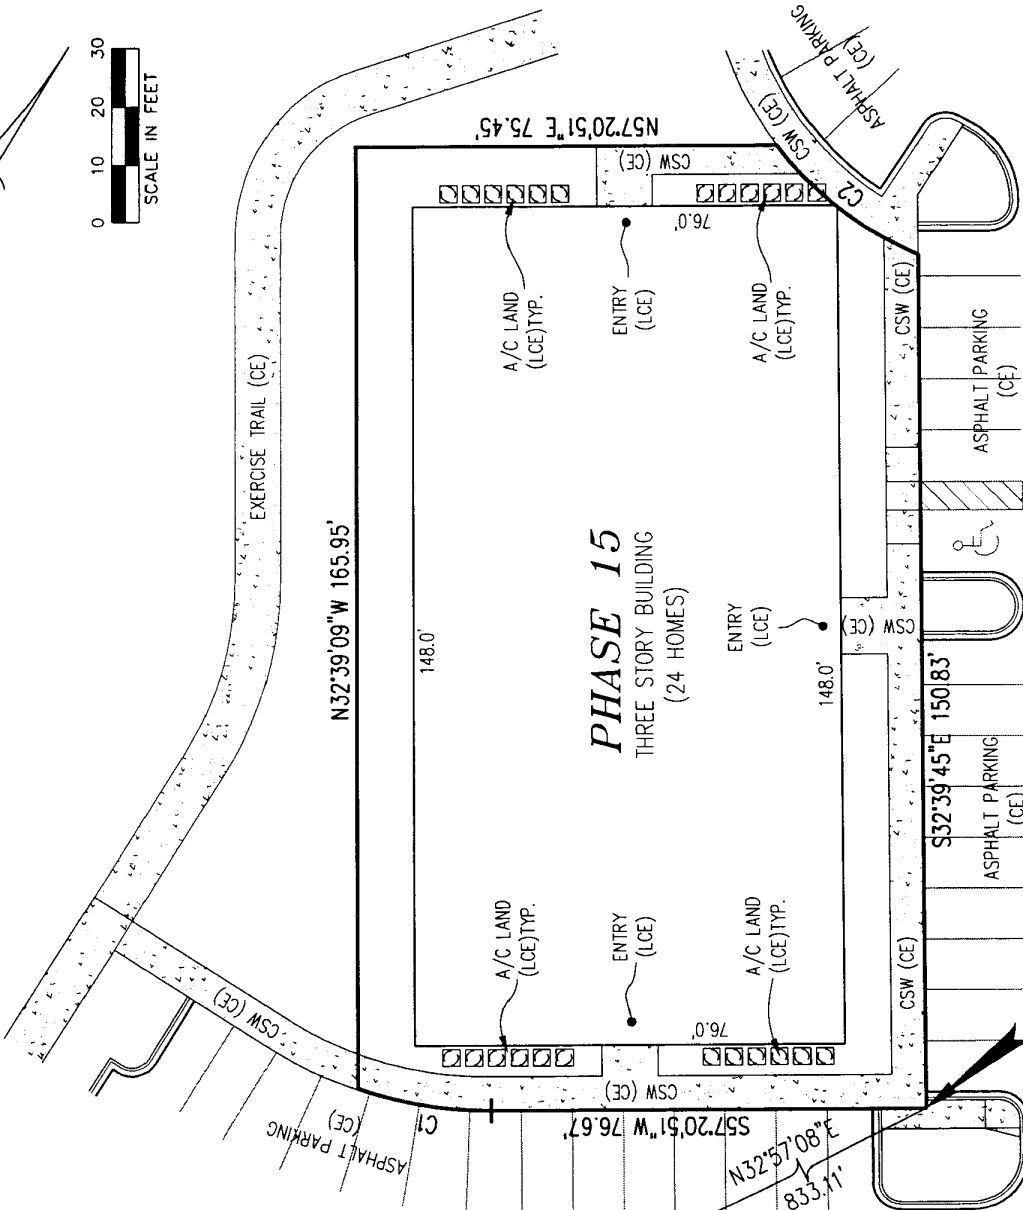 0 10 20 30
SCALE IN FEET
ASPHALT PARKING
(CE)
N57°20'51"E 75.45'
CSW (CE)
CSW (CE)
C2
EXERCISE TRAIL (CE)
N32°39'09"W 165.95'
148.0'
A/C LAND
(LCE)TYP.
ENTRY
(LCE)
76.0'
A/C LAND
(LCE)TYP.
CSW (CE)
ASPHALT PARKING
(CE)
PHASE 15
THREE STORY BUILDING
(24 HOMES)
ENTRY
(LCE)
148.0'
CSW (CE)
S32°39'45"E 150.83'
ASPHALT PARKING
(CE)
CSW (CE)
A/C LAND
(LCE)TYP.
ENTRY
(LCE)
A/C LAND
(LCE)TYP.
76.0'
CSW (CE)
CSW (CE)
C1
ASPHALT PARKING
(CE)
S57°20'51"W 76.67'
N32°57'08"E
833.11'